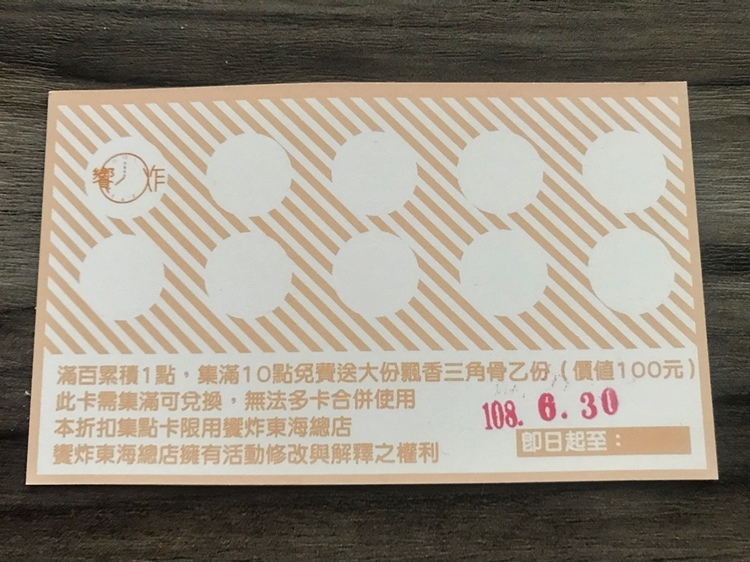 饗 炸
滿百累積1點，集滿10點免費送大份飄香三角骨乙份（價值100元）
此卡需集滿可兌換，無法多卡合併使用
本折扣集點卡限用饗炸東海總店
饗炸東海總店擁有活動修改與解釋之權利
108. 6. 30
即日起至：